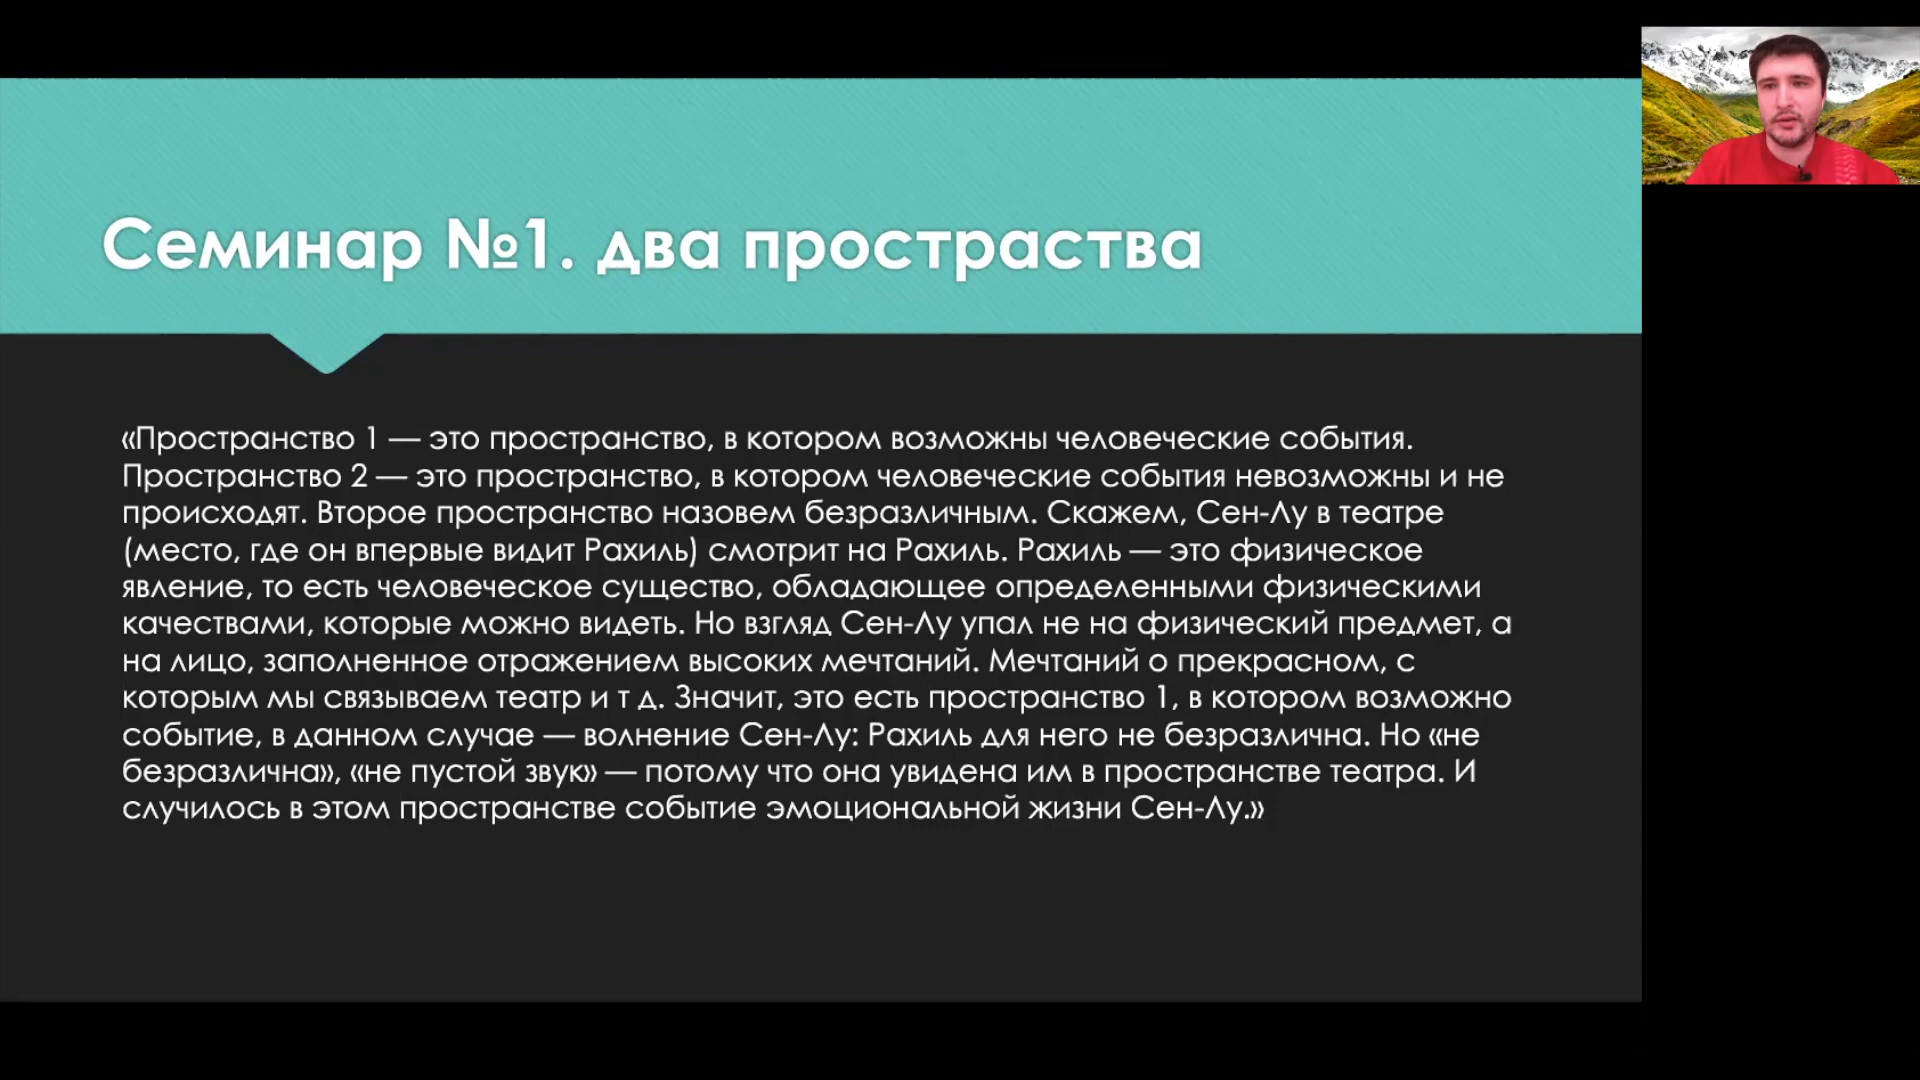 Семинар №1. два простраства
«Пространство 1 — это пространство, в котором возможны человеческие события.
Пространство 2 — это пространство, в котором человеческие события невозможны и не
происходят. Второе пространство назовем безразличным. Скажем, Сен-Лу в театре
(место, где он впервые видит Рахиль) смотрит на Рахиль. Рахиль — это физическое
явление, то есть человеческое существо, обладающее определенными физическими
качествами, которые можно видеть. Но взгляд Сен-Лу упал не на физический предмет, а
на лицо, заполненное отражением высоких мечтаний. Мечтаний о прекрасном, с
которым мы связываем театр и т д. Значит, это есть пространство 1, в котором возможно
событие, в данном случае — волнение Сен-Лу: Рахиль для него не безразлична. Но «не
безразлична», «не пустой звук» — потому что она увидена им в пространстве театра. И
случилось в этом пространстве событие эмоциональной жизни Сен-Лу.»